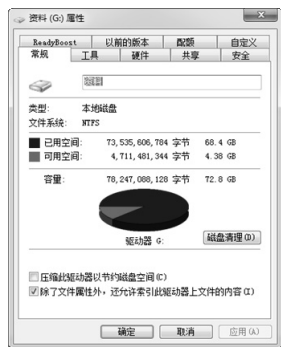 资料 (G:) 属性
ReadyBoost 以前的版本 配额 自定义
常规 工具 硬件 共享 安全
类型: 本地磁盘
文件系统: NTFS
已用空间: 73,535,606,784 字节 68.4 GB
可用空间: 4,711,481,344 字节 4.38 GB
容量: 78,247,088,128 字节 72.8 GB
驱动器 G:
磁盘清理(D)
压缩此驱动器以节约磁盘空间(C)
除了文件属性外，还允许索引此驱动器上文件的内容(I)
确定 取消 应用(A)